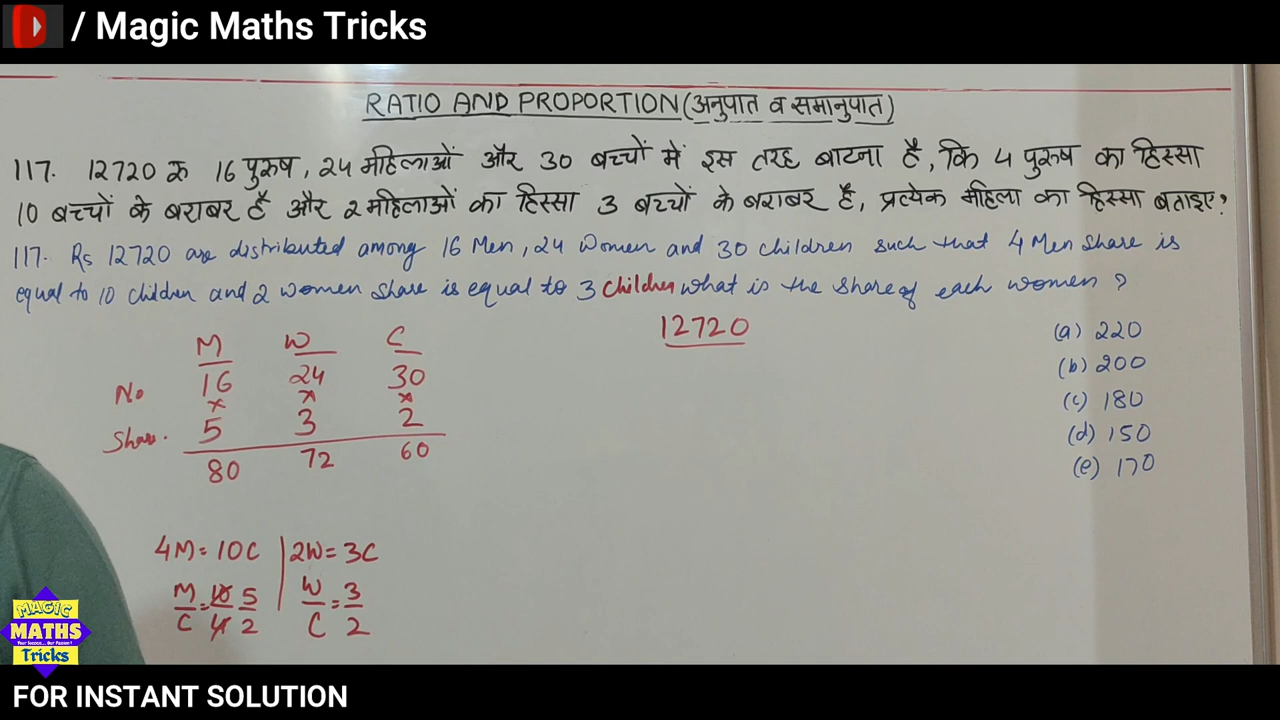 / Magic Maths Tricks
RATIO AND PROPORTION(अनुपात व समानुपात)
117. 12720 रु 16 पुरुष, 24 महिलाओं और 30 बच्चों में इस तरह बाटना है, कि 4 पुरुष का हिस्सा
10 बच्चों के बराबर है और 2 महिलाओं का हिस्सा 3 बच्चों के बराबर है, प्रत्येक महिला का हिस्सा बताइए?
117. Rs 12720 are distributed among 16 Men, 24 women and 30 children such that 4 Men share is
equal to 10 children and 2 women share is equal to 3 children what is the share of each women ?
12720
(a) 220
(b) 200
(c) 180
(d) 150
(e) 170
M W C
No 16 24 30
× × ×
Share. 5 3 2
80 72 60
4M = 10C | 2W = 3C
M/C = 10/4 5/2 | W/C = 3/2
MAGIC
MATHS
Tricks
FOR INSTANT SOLUTION